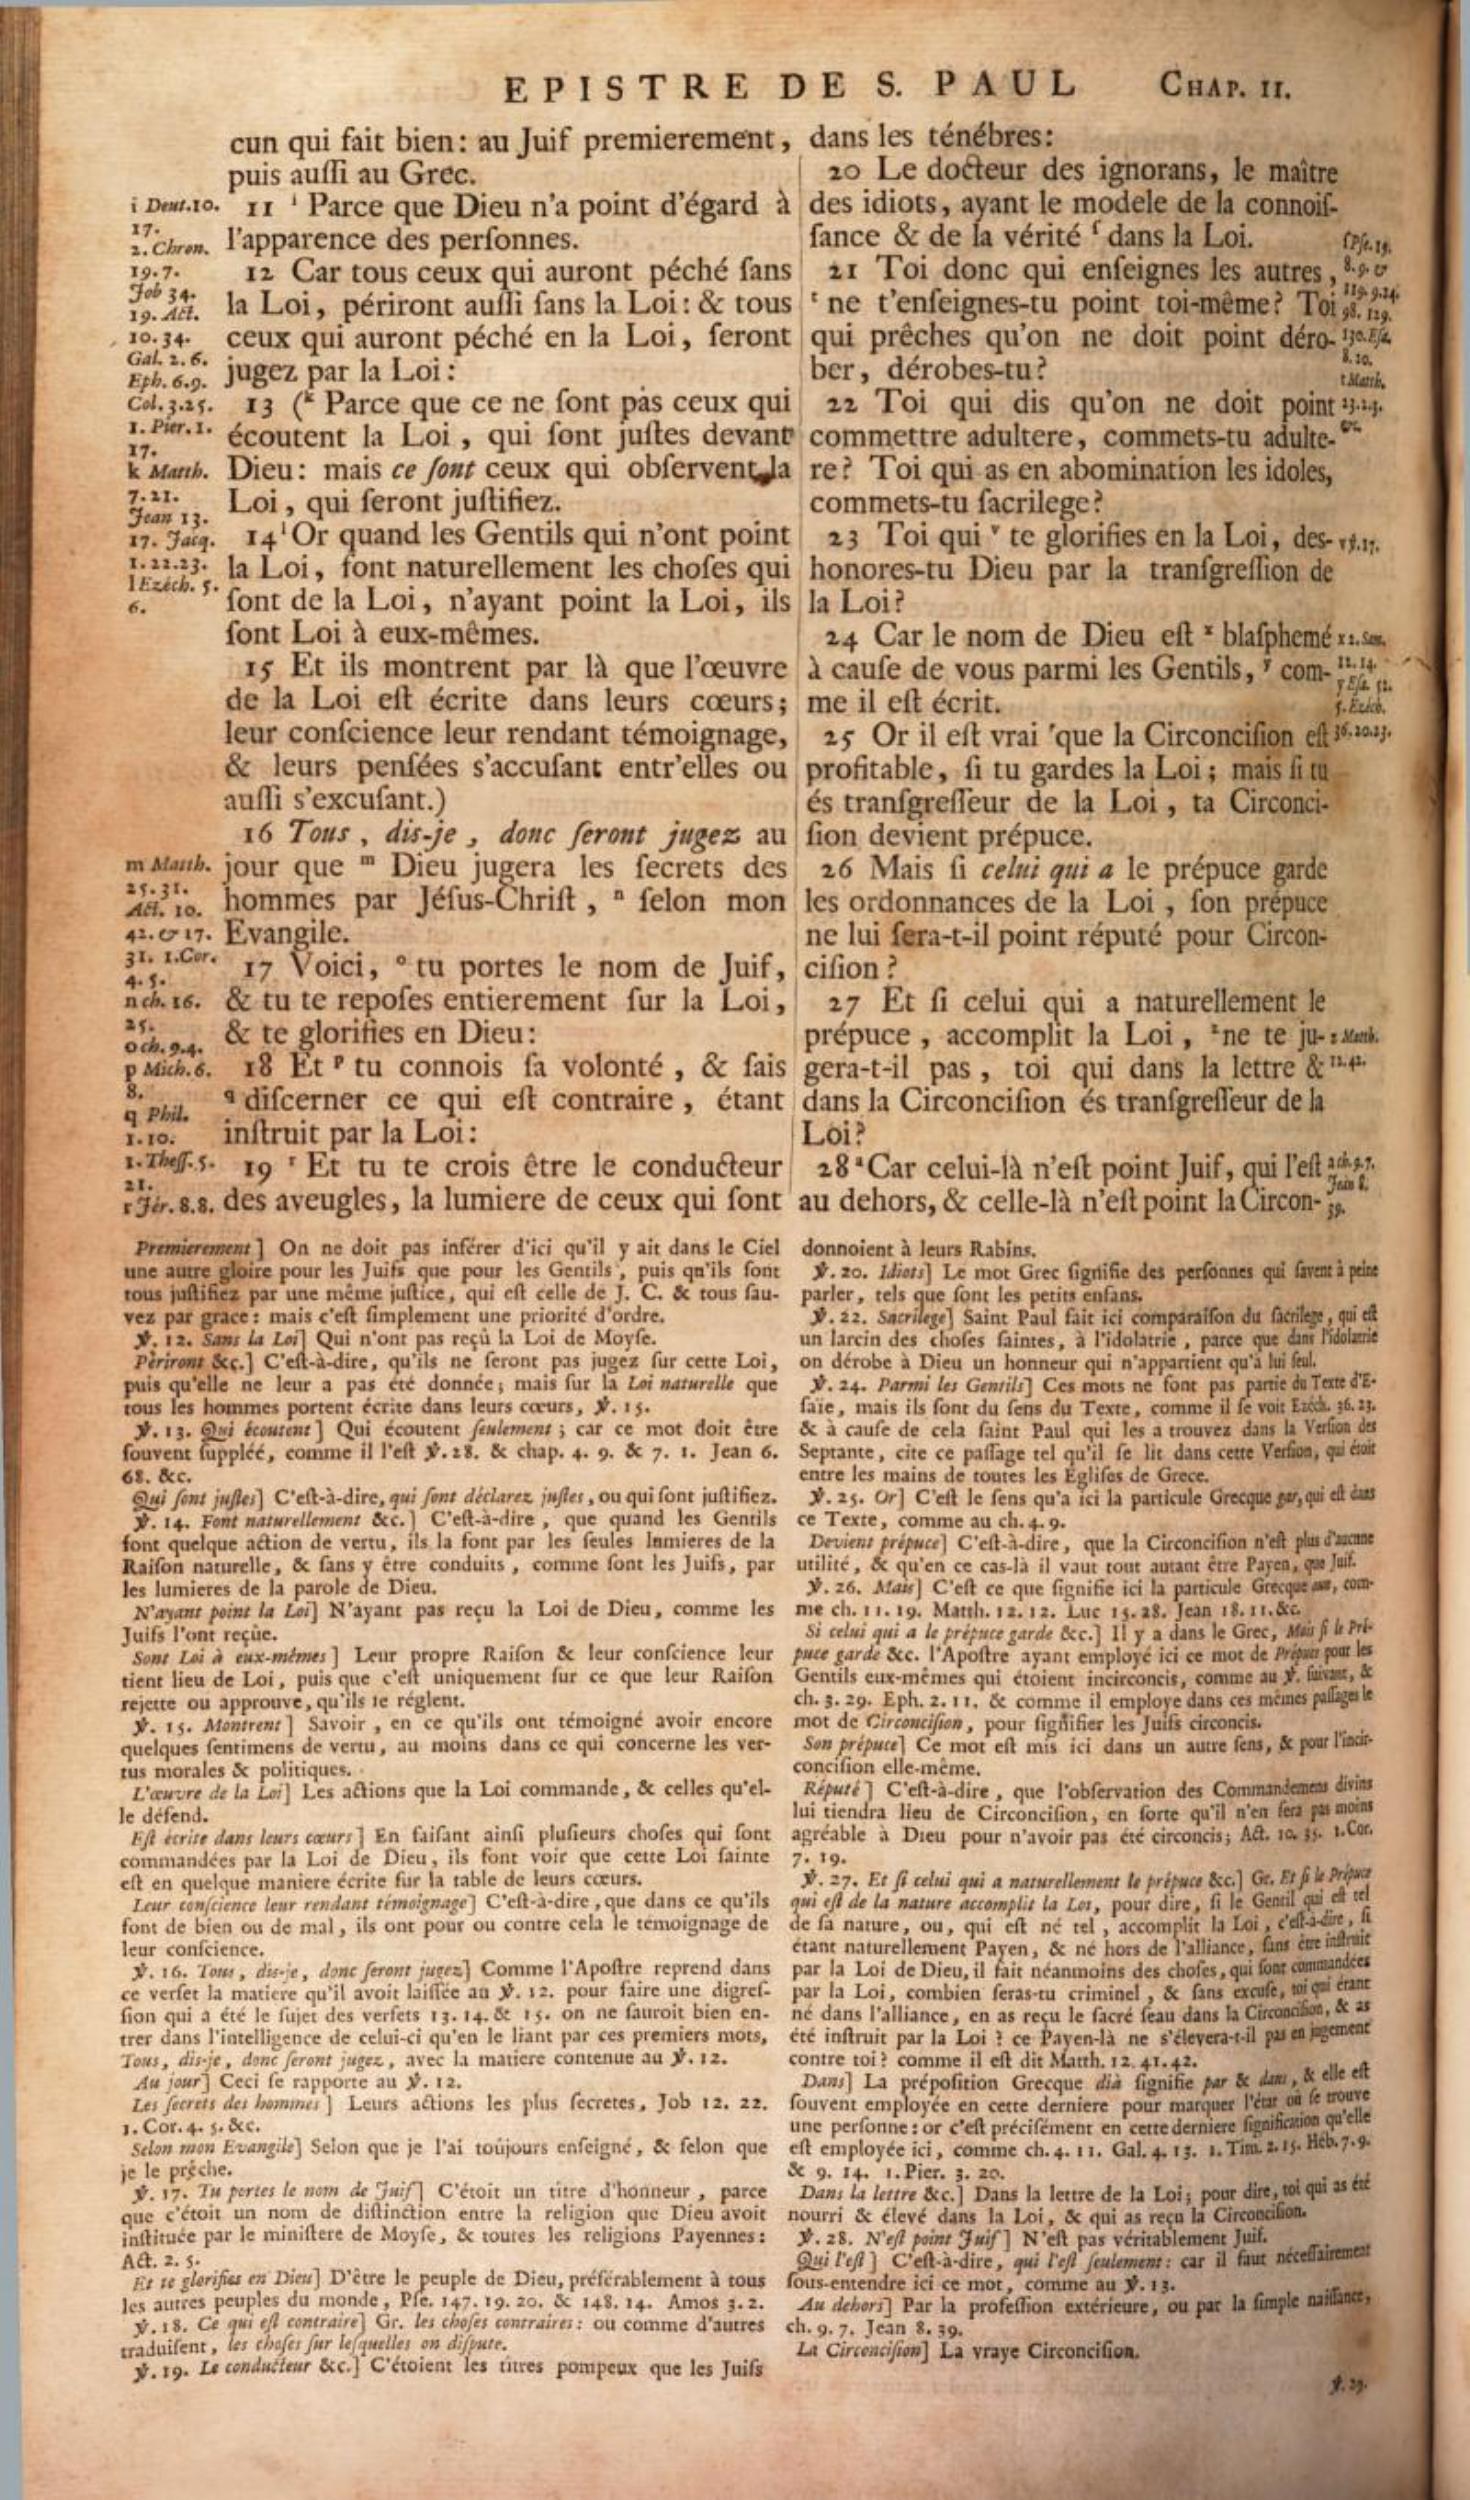 EPISTRE DE S. PAUL CHAP. II.
cun qui fait bien: au Juif premierement,
puis auſſi au Grec.
11 ⁱ Parce que Dieu n'a point d'égard à
l'apparence des perſonnes.
12 Car tous ceux qui auront péché ſans
la Loi, périront auſſi ſans la Loi: & tous
ceux qui auront péché en la Loi, ſeront
jugez par la Loi:
13 (ᵏ Parce que ce ne ſont pas ceux qui
écoutent la Loi, qui ſont juſtes devant
Dieu: mais ce ſont ceux qui obſervent la
Loi, qui ſeront juſtifiez.
14 ˡ Or quand les Gentils qui n'ont point
la Loi, font naturellement les choſes qui
ſont de la Loi, n'ayant point la Loi, ils
ſont Loi à eux-mêmes.
15 Et ils montrent par là que l'œuvre
de la Loi eſt écrite dans leurs cœurs;
leur conſcience leur rendant témoignage,
& leurs penſées s'accuſant entr'elles ou
auſſi s'excuſant.)
16 Tous, dis-je, donc ſeront jugez au
jour que ᵐ Dieu jugera les ſecrets des
hommes par Jéſus-Chriſt, ⁿ ſelon mon
Evangile.
17 Voici, ᵒ tu portes le nom de Juif,
& tu te repoſes entierement ſur la Loi,
& te glorifies en Dieu:
18 Et ᵖ tu connois ſa volonté, & ſais
q diſcerner ce qui eſt contraire, étant
inſtruit par la Loi:
19 ʳ Et tu te crois être le conducteur
des aveugles, la lumiere de ceux qui ſont
i Deut. 10.
17.
2. Chron.
19. 7.
Job 34.
19. Act.
10. 34.
Gal. 2. 6.
Eph. 6. 9.
Col. 3. 25.
1. Pier. 1.
17.
k Matth.
7. 21.
Jean 13.
17. Jacq.
1. 22. 23.
l Ezéch. 5.
6.
m Matth.
25. 31.
Act. 10.
42. & 17.
31. 1. Cor.
4. 5.
n ch. 16.
25.
o ch. 9. 4.
p Mich. 6.
8.
q Phil.
1. 10.
1. Theſſ. 5.
21.
r Jér. 8. 8.
dans les ténébres:
20 Le docteur des ignorans, le maître
des idiots, ayant le modele de la connoiſ-
ſance & de la vérité ˢ dans la Loi.
21 Toi donc qui enſeignes les autres,
ᵗ ne t'enſeignes-tu point toi-même? Toi
qui prêches qu'on ne doit point déro-
ber, dérobes-tu?
22 Toi qui dis qu'on ne doit point
commettre adultere, commets-tu adulte-
re? Toi qui as en abomination les idoles,
commets-tu ſacrilege?
23 Toi qui ᵛ te glorifies en la Loi, des-
honores-tu Dieu par la tranſgreſſion de
la Loi?
24 Car le nom de Dieu eſt ˣ blaſphemé
à cauſe de vous parmi les Gentils, ʸ com-
me il eſt écrit.
25 Or il eſt vrai que la Circonciſion eſt
profitable, ſi tu gardes la Loi; mais ſi tu
és tranſgreſſeur de la Loi, ta Circonci-
ſion devient prépuce.
26 Mais ſi celui qui a le prépuce garde
les ordonnances de la Loi, ſon prépuce
ne lui ſera-t-il point réputé pour Circon-
ciſion?
27 Et ſi celui qui a naturellement le
prépuce, accomplit la Loi, ᶻ ne te ju-
gera-t-il pas, toi qui dans la lettre &
dans la Circonciſion és tranſgreſſeur de la
Loi?
28 ᵃ Car celui-là n'eſt point Juif, qui l'eſt
au dehors, & celle-là n'eſt point la Circon-
ſ Pſe. 19.
8. 9. &
119. 9. 24.
98. 129.
130. Eſa.
8. 20.
t Matth.
23. 2. 3.
&c.
v ỳ. 17.
x 2. Sam.
12. 14.
y Eſa. 52.
5. Ezéch.
36. 20. 23.
z Matth.
12. 42.
a ch. 9. 7.
Jean 8.
39.
Premierement] On ne doit pas inférer d'ici qu'il y ait dans le Ciel
une autre gloire pour les Juifs que pour les Gentils, puis qu'ils ſont
tous juſtifiez par une même juſtice, qui eſt celle de J. C. & tous ſau-
vez par grace: mais c'eſt ſimplement une priorité d'ordre.
ỳ. 12. Sans la Loi] Qui n'ont pas reçû la Loi de Moyſe.
Périront &c.] C'eſt-à-dire, qu'ils ne ſeront pas jugez ſur cette Loi,
puis qu'elle ne leur a pas été donnée; mais ſur la Loi naturelle que
tous les hommes portent écrite dans leurs cœurs, ỳ. 15.
ỳ. 13. Qui écoutent] Qui écoutent ſeulement; car ce mot doit être
ſouvent ſuppléé, comme il l'eſt ỳ. 28. & chap. 4. 9. & 7. 1. Jean 6.
68. &c.
Qui ſont juſtes] C'eſt-à-dire, qui ſont déclarez juſtes, ou qui ſont juſtifiez.
ỳ. 14. Font naturellement &c.] C'eſt-à-dire, que quand les Gentils
font quelque action de vertu, ils la font par les ſeules lumieres de la
Raiſon naturelle, & ſans y être conduits, comme ſont les Juifs, par
les lumieres de la parole de Dieu.
N'ayant point la Loi] N'ayant pas reçu la Loi de Dieu, comme les
Juifs l'ont reçûe.
Sont Loi à eux-mêmes] Leur propre Raiſon & leur conſcience leur
tient lieu de Loi, puis que c'eſt uniquement ſur ce que leur Raiſon
rejette ou approuve, qu'ils ſe réglent.
ỳ. 15. Montrent] Savoir, en ce qu'ils ont témoigné avoir encore
quelques ſentimens de vertu, au moins dans ce qui concerne les ver-
tus morales & politiques.
L'œuvre de la Loi] Les actions que la Loi commande, & celles qu'el-
le défend.
Eſt écrite dans leurs cœurs] En faiſant ainſi pluſieurs choſes qui ſont
commandées par la Loi de Dieu, ils font voir que cette Loi ſainte
eſt en quelque maniere écrite ſur la table de leurs cœurs.
Leur conſcience leur rendant témoignage] C'eſt-à-dire, que dans ce qu'ils
font de bien ou de mal, ils ont pour ou contre cela le témoignage de
leur conſcience.
ỳ. 16. Tous, dis-je, donc ſeront jugez] Comme l'Apoſtre reprend dans
ce verſet la matiere qu'il avoit laiſſée au ỳ. 12. pour faire une digreſ-
ſion qui a été le ſujet des verſets 13. 14. & 15. on ne ſauroit bien en-
trer dans l'intelligence de celui-ci qu'en le liant par ces premiers mots,
Tous, dis-je, donc ſeront jugez, avec la matiere contenue au ỳ. 12.
Au jour] Ceci ſe rapporte au ỳ. 12.
Les ſecrets des hommes] Leurs actions les plus ſecretes, Job 12. 22.
1. Cor. 4. 5. &c.
Selon mon Evangile] Selon que je l'ai toûjours enſeigné, & ſelon que
je le prêche.
ỳ. 17. Tu portes le nom de Juif] C'étoit un titre d'honneur, parce
que c'étoit un nom de diſtinction entre la religion que Dieu avoit
inſtituée par le miniſtere de Moyſe, & toutes les religions Payennes:
Act. 2. 5.
Et te glorifies en Dieu] D'être le peuple de Dieu, préférablement à tous
les autres peuples du monde, Pſe. 147. 19. 20. & 148. 14. Amos 3. 2.
ỳ. 18. Ce qui eſt contraire] Gr. les choſes contraires: ou comme d'autres
traduiſent, les choſes ſur leſquelles on diſpute.
ỳ. 19. Le conducteur &c.] C'étoient les titres pompeux que les Juifs
donnoient à leurs Rabins.
ỳ. 20. Idiots] Le mot Grec ſignifie des perſonnes qui ſavent à peine
parler, tels que ſont les petits enfans.
ỳ. 22. Sacrilege] Saint Paul fait ici comparaiſon du ſacrilege, qui eſt
un larcin des choſes ſaintes, à l'idolatrie, parce que dans l'idolatrie
on dérobe à Dieu un honneur qui n'appartient qu'à lui ſeul.
ỳ. 24. Parmi les Gentils] Ces mots ne font pas partie du Texte d'E-
ſaïe, mais ils ſont du ſens du Texte, comme il ſe voit Ezéch. 36. 23.
& à cauſe de cela ſaint Paul qui les a trouvez dans la Verſion des
Septante, cite ce paſſage tel qu'il ſe lit dans cette Verſion, qui étoit
entre les mains de toutes les Egliſes de Grece.
ỳ. 25. Or] C'eſt le ſens qu'a ici la particule Grecque gar, qui eſt dans
ce Texte, comme au ch. 4. 9.
Devient prépuce] C'eſt-à-dire, que la Circonciſion n'eſt plus d'aucune
utilité, & qu'en ce cas-là il vaut tout autant être Payen, que Juif.
ỳ. 26. Mais] C'eſt ce que ſignifie ici la particule Grecque com-
me ch. 11. 19. Matth. 12. 12. Luc 15. 28. Jean 18. 11. &c.
Si celui qui a le prépuce garde &c.] Il y a dans le Grec, Mais ſi le Pré-
puce garde &c. l'Apoſtre ayant employé ici ce mot de Prépuce pour les
Gentils eux-mêmes qui étoient incirconcis, comme au ỳ. ſuivant, &
ch. 3. 29. Eph. 2. 11. & comme il employe dans ces mêmes paſſages le
mot de Circonciſion, pour ſignifier les Juifs circoncis.
Son prépuce] Ce mot eſt mis ici dans un autre ſens, & pour l'incir-
conciſion elle-même.
Réputé] C'eſt-à-dire, que l'obſervation des Commandemens divins
lui tiendra lieu de Circonciſion, en ſorte qu'il n'en ſera pas moins
agréable à Dieu pour n'avoir pas été circoncis; Act. 10. 35. 1. Cor.
7. 19.
ỳ. 27. Et ſi celui qui a naturellement le prépuce &c.] Gr. Et ſi le Prépuce
qui eſt de la nature accomplit la Loi, pour dire, ſi le Gentil qui eſt tel
de ſa nature, ou, qui eſt né tel, accomplit la Loi, c'eſt-à-dire, ſi
étant naturellement Payen, & né hors de l'alliance, ſans être inſtruit
par la Loi de Dieu, il fait néanmoins des choſes, qui ſont commandées
par la Loi, combien ſeras-tu criminel, & ſans excuſe, toi qui étant
né dans l'alliance, en as reçu le ſacré ſeau dans la Circonciſion, & as
été inſtruit par la Loi? ce Payen-là ne s'élevera-t-il pas en jugement
contre toi? comme il eſt dit Matth. 12. 41. 42.
Dans] La prépoſition Grecque dià ſignifie par & dans, & elle eſt
ſouvent employée en cette derniere pour marquer l'état où ſe trouve
une perſonne: or c'eſt préciſément en cette derniere ſignification qu'elle
eſt employée ici, comme ch. 4. 11. Gal. 4. 13. 1. Tim. 2. 15. Héb. 7. 9.
& 9. 14. 1. Pier. 3. 20.
Dans la lettre &c.] Dans la lettre de la Loi; pour dire, toi qui as été
nourri & élevé dans la Loi, & qui as reçu la Circonciſion.
ỳ. 28. N'eſt point Juif] N'eſt pas véritablement Juif.
Qui l'eſt] C'eſt-à-dire, qui l'eſt ſeulement: car il faut néceſſairement
ſous-entendre ici ce mot, comme au ỳ. 13.
Au dehors] Par la profeſſion extérieure, ou par la ſimple naiſſance,
ch. 9. 7. Jean 8. 39.
La Circonciſion] La vraye Circonciſion.
ỳ. 29.